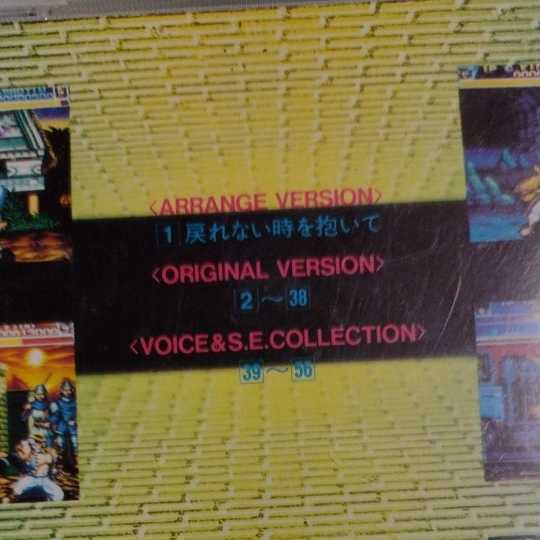 <ARRANGE VERSION>
1 戻れない時を抱いて
<ORIGINAL VERSION>
2～38
<VOICE&S.E.COLLECTION>
39～56